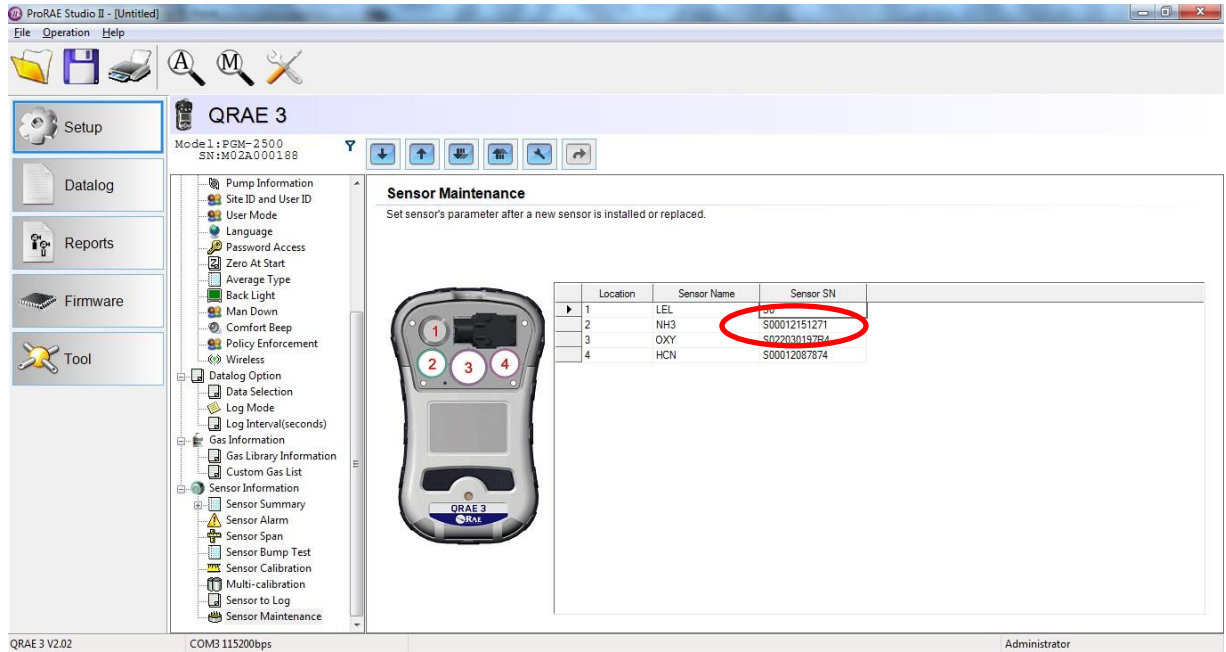 ProRAE Studio II - [Untitled]
File Operation Help
A M
Setup
Datalog
Reports
Firmware
Tool
QRAE 3
Model:PGM-2500
SN:M02A000188
Pump Information
Site ID and User ID
User Mode
Language
Password Access
Zero At Start
Average Type
Back Light
Man Down
Comfort Beep
Policy Enforcement
Wireless
Datalog Option
Data Selection
Log Mode
Log Interval(seconds)
Gas Information
Gas Library Information
Custom Gas List
Sensor Information
Sensor Summary
Sensor Alarm
Sensor Span
Sensor Bump Test
Sensor Calibration
Multi-calibration
Sensor to Log
Sensor Maintenance
Sensor Maintenance
Set sensor's parameter after a new sensor is installed or replaced.
1
2 3 4
QRAE 3
RAE
Location Sensor Name Sensor SN
1 LEL S0
2 NH3 S00012151271
3 OXY S022030197R4
4 HCN S00012087874
QRAE 3 V2.02 COM3 115200bps Administrator